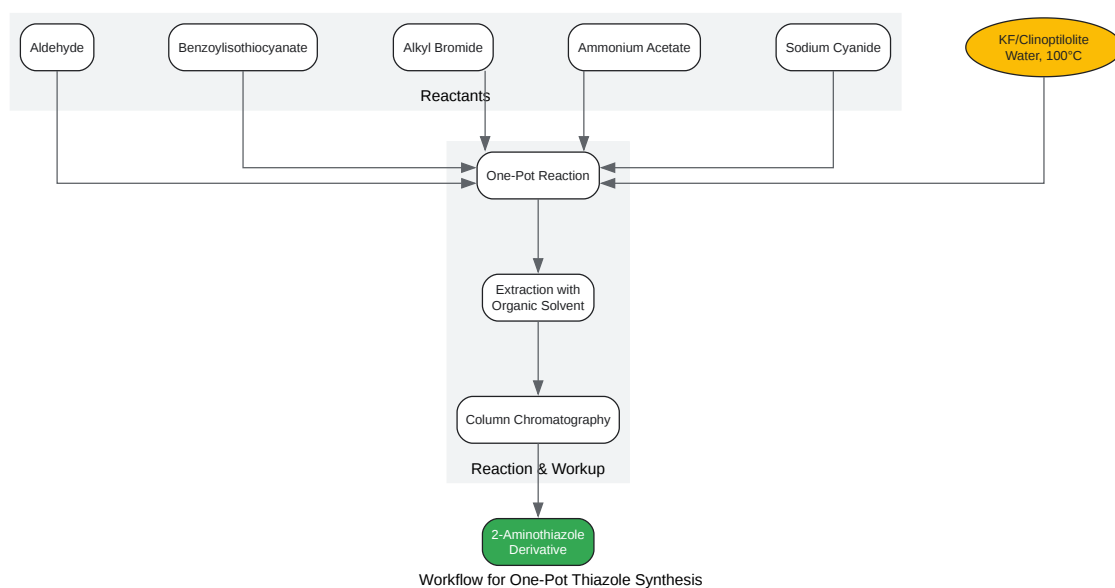 Aldehyde
Benzoylisothiocyanate
Alkyl Bromide
Ammonium Acetate
Sodium Cyanide
KF/Clinoptilolite
Water, 100°C
Reactants
One-Pot Reaction
Extraction with
Organic Solvent
Column Chromatography
Reaction & Workup
2-Aminothiazole
Derivative
Workflow for One-Pot Thiazole Synthesis